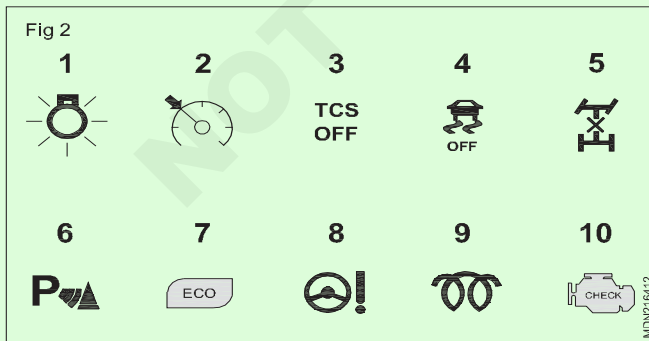 Fig 2
1 2 3 4 5
TCS
OFF
OFF
6 7 8 9 10
P
ECO
!
CHECK
MDN216412
NOT